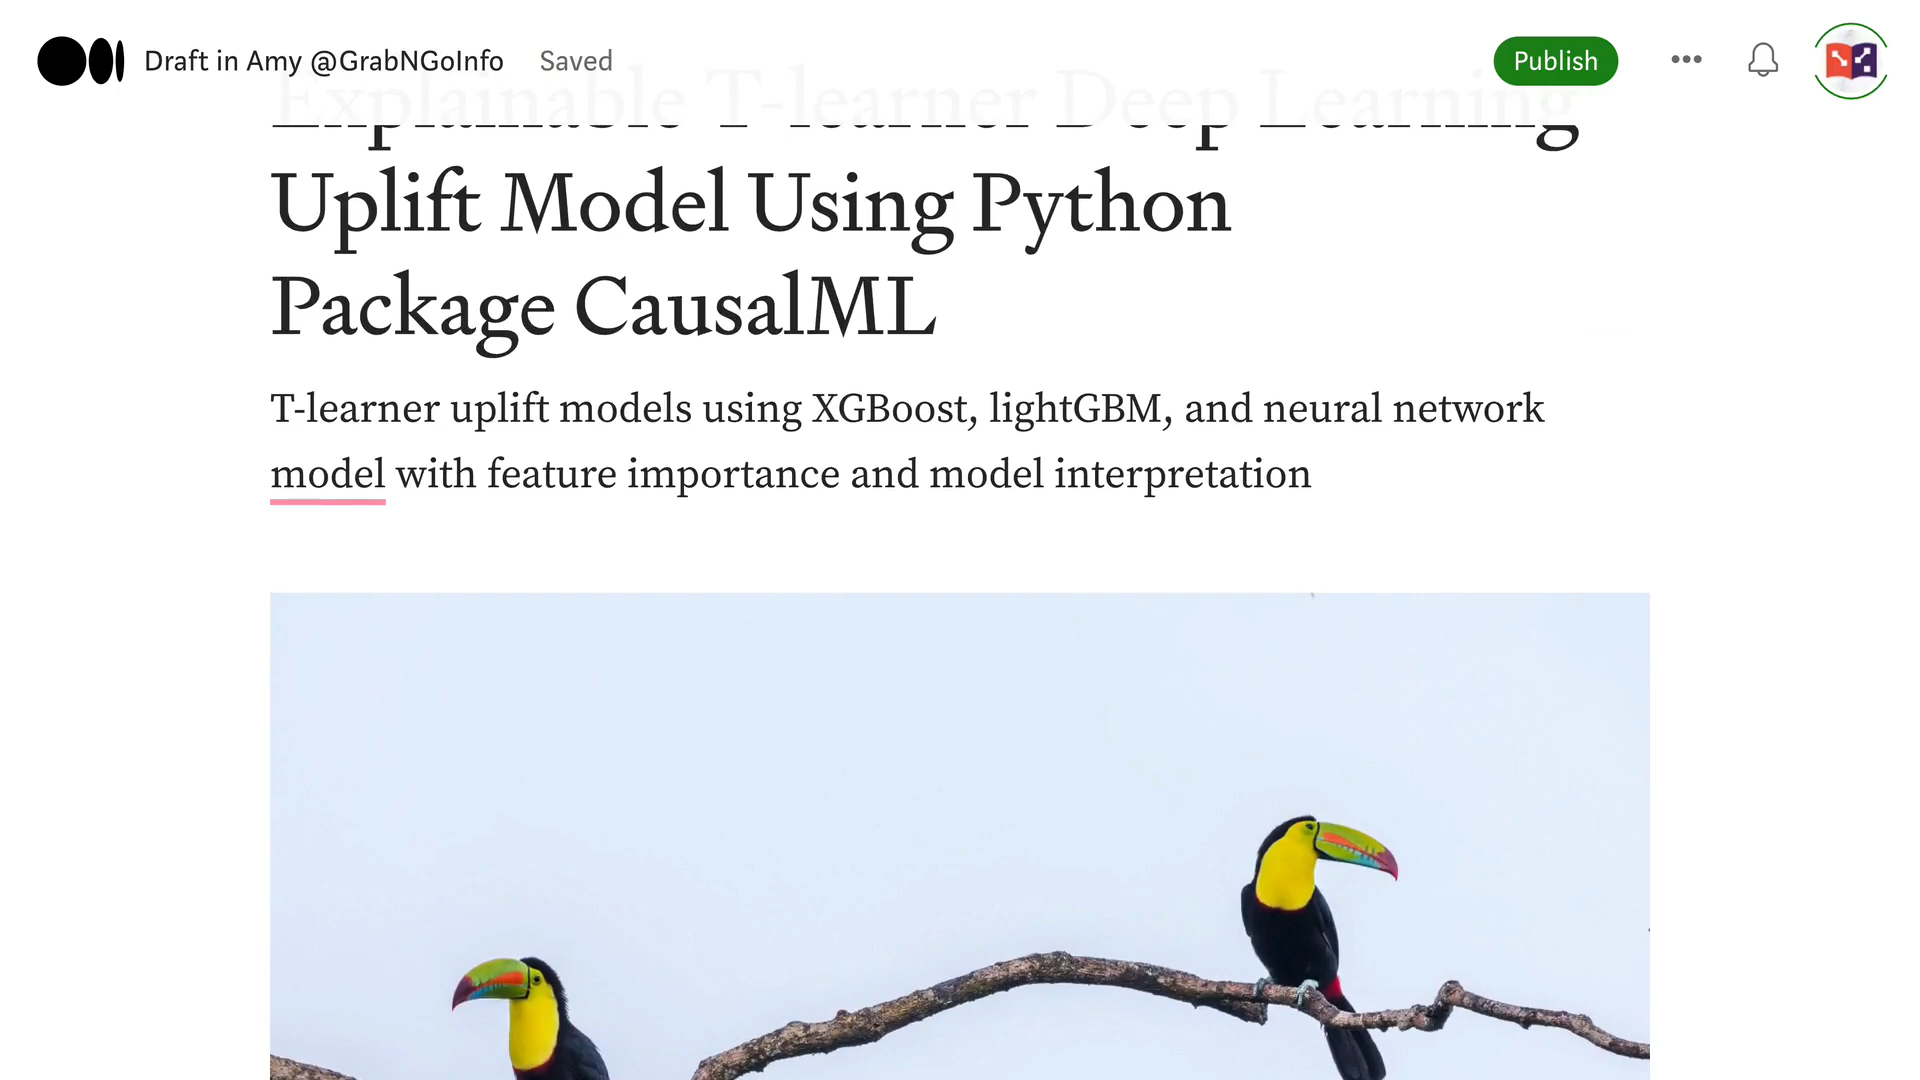 Draft in Amy @GrabNGoInfo Saved
Publish
Explainable T-learner Deep Learning
Uplift Model Using Python
Package CausalML
T-learner uplift models using XGBoost, lightGBM, and neural network
model with feature importance and model interpretation